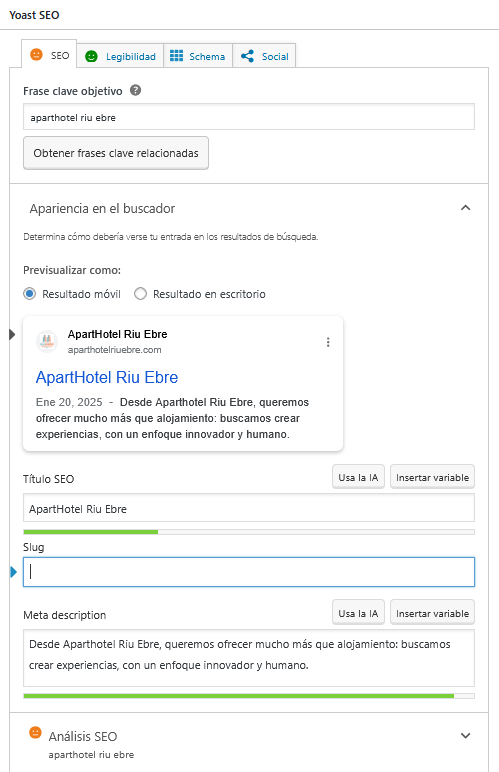 Yoast SEO
SEO
Legibilidad
Schema
Social
Frase clave objetivo ?
aparthotel riu ebre
Obtener frases clave relacionadas
Apariencia en el buscador
Determina cómo debería verse tu entrada en los resultados de búsqueda.
Previsualizar como:
Resultado móvil
Resultado en escritorio
ApartHotel Riu Ebre
aparthotelriuebre.com
ApartHotel Riu Ebre
Ene 20, 2025 - Desde Aparthotel Riu Ebre, queremos
ofrecer mucho más que alojamiento: buscamos crear
experiencias, con un enfoque innovador y humano.
Título SEO
Usa la IA
Insertar variable
ApartHotel Riu Ebre
Slug
Meta description
Usa la IA
Insertar variable
Desde Aparthotel Riu Ebre, queremos ofrecer mucho más que alojamiento: buscamos
crear experiencias, con un enfoque innovador y humano.
Análisis SEO
aparthotel riu ebre